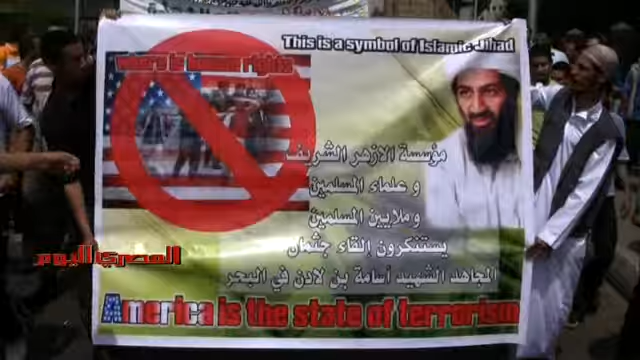 This is a symbol of Islamic Jihad
where is human rights
مؤسسة الازهر الشريف
و علماء المسلمين
وملايين المسلمين
يستنكرون إلقاء جثمان
المجاهد الشهيد أسامة بن لادن في البحر
America is the state of terrorism
المصري اليوم